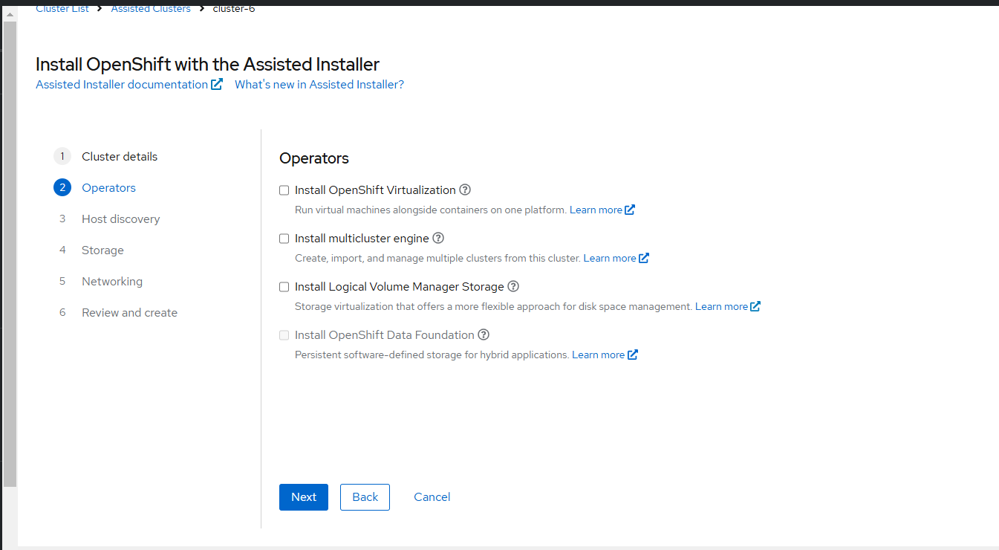 Cluster List > Assisted Clusters > cluster-6
Install OpenShift with the Assisted Installer
Assisted Installer documentation What's new in Assisted Installer?
1 Cluster details
2 Operators
3 Host discovery
4 Storage
5 Networking
6 Review and create
Operators
Install OpenShift Virtualization
Run virtual machines alongside containers on one platform. Learn more
Install multicluster engine
Create, import, and manage multiple clusters from this cluster. Learn more
Install Logical Volume Manager Storage
Storage virtualization that offers a more flexible approach for disk space management. Learn more
Install OpenShift Data Foundation
Persistent software-defined storage for hybrid applications. Learn more
Next Back Cancel